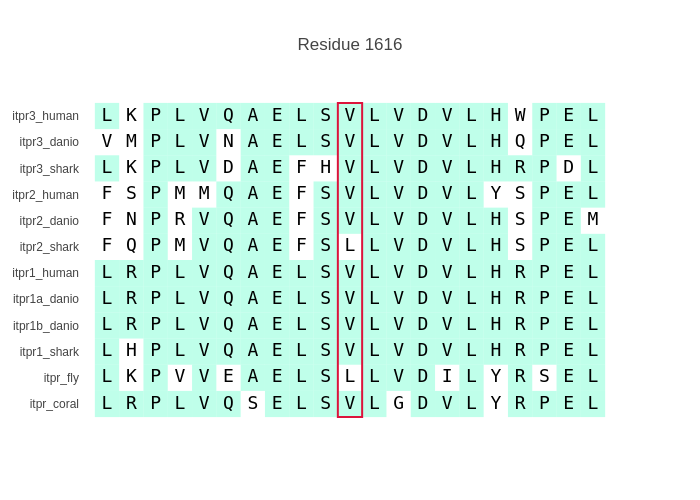 Residue 1616
itpr3_human L K P L V Q A E L S V L V D V L H W P E L
itpr3_danio V M P L V N A E L S V L V D V L H Q P E L
itpr3_shark L K P L V D A E F H V L V D V L H R P D L
itpr2_human F S P M M Q A E F S V L V D V L Y S P E L
itpr2_danio F N P R V Q A E F S V L V D V L H S P E M
itpr2_shark F Q P M V Q A E F S L L V D V L H S P E L
itpr1_human L R P L V Q A E L S V L V D V L H R P E L
itpr1a_danio L R P L V Q A E L S V L V D V L H R P E L
itpr1b_danio L R P L V Q A E L S V L V D V L H R P E L
itpr1_shark L H P L V Q A E L S V L V D V L H R P E L
itpr_fly L K P V V E A E L S L L V D I L Y R S E L
itpr_coral L R P L V Q S E L S V L G D V L Y R P E L